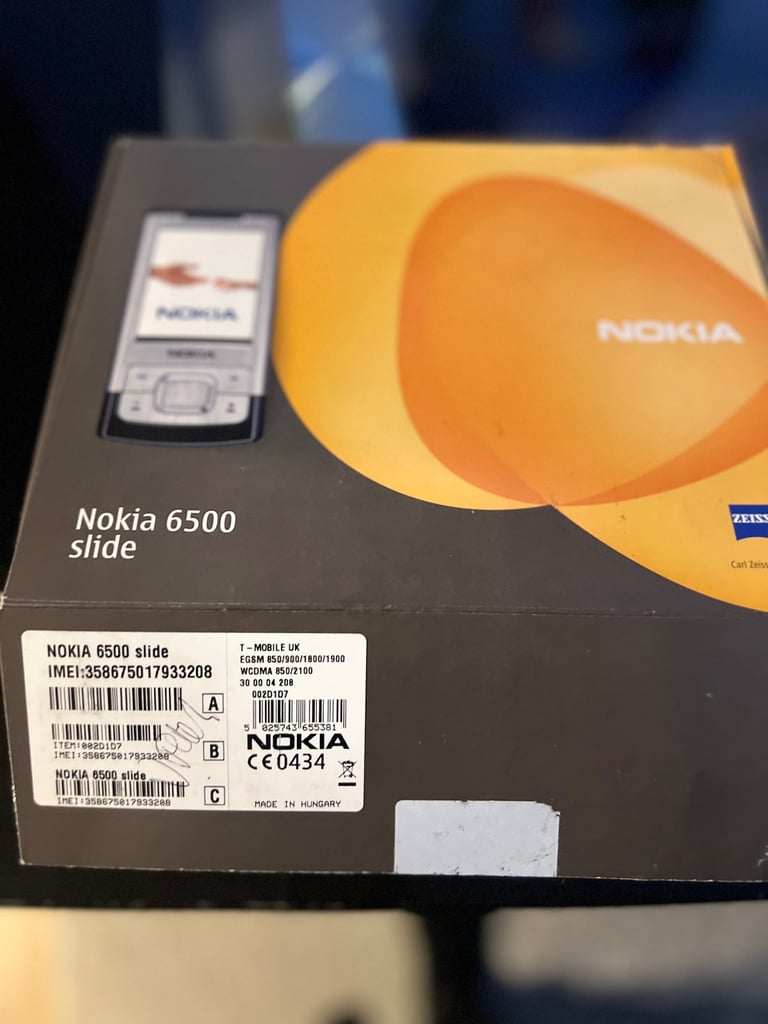 NOKIA
NOKIA
NOKIA
Nokia 6500
slide
ZEISS
Carl Zeiss
NOKIA 6500 slide
IMEI:358675017933208
A
ITEM:002D1D7
IMEI:358675017933208
B
NOKIA 6500 slide
IMEI:358675017933208
C
T-MOBILE UK
EGSM 850/900/1800/1900
WCDMA 850/2100
30 00 04 208
002D1D7
5 025743 655381
NOKIA
CE0434
MADE IN HUNGARY